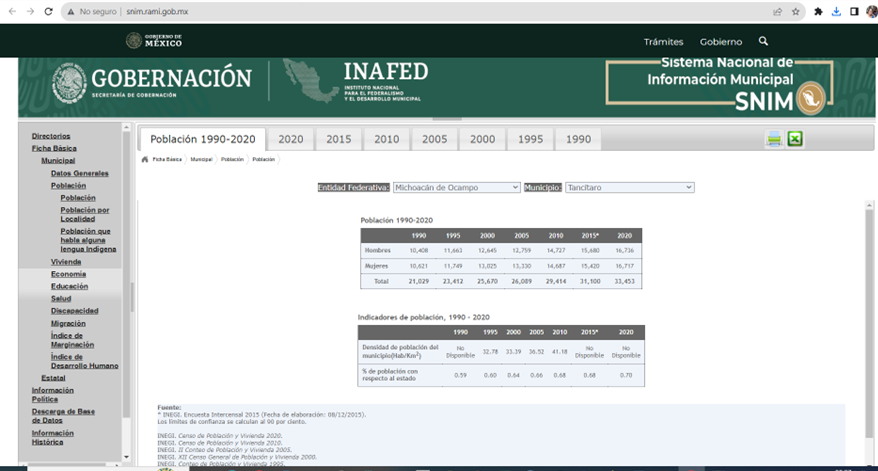 No seguro | snim.rami.gob.mx
GOBIERNO DE
MÉXICO
Trámites Gobierno
GOBERNACIÓN
SECRETARÍA DE GOBERNACIÓN
INAFED
INSTITUTO NACIONAL
PARA EL FEDERALISMO
Y EL DESARROLLO MUNICIPAL
Sistema Nacional de
Información Municipal
SNIM
Directorios
Ficha Básica
Municipal
Datos Generales
Población
Población
Población por
Localidad
Población que
habla alguna
lengua Indígena
Vivienda
Economía
Educación
Salud
Discapacidad
Migración
Índice de
Marginación
Índice de
Desarrollo Humano
Estatal
Información
Política
Descarga de Base
de Datos
Información
Histórica
Población 1990-2020 2020 2015 2010 2005 2000 1995 1990
Ficha Básica Municipal Población Población
Entidad Federativa: Michoacán de Ocampo Municipio: Tancítaro
Población 1990-2020
1990 1995 2000 2005 2010 2015* 2020
Hombres 10,408 11,663 12,645 12,759 14,727 15,680 16,736
Mujeres 10,621 11,749 13,025 13,330 14,687 15,420 16,717
Total 21,029 23,412 25,670 26,089 29,414 31,100 33,453
Indicadores de población, 1990 - 2020
1990 1995 2000 2005 2010 2015* 2020
Densidad de población del
municipio(Hab/Km2) No Disponible 32.78 33.39 36.52 41.18 No Disponible No Disponible
% de población con
respecto al estado 0.59 0.60 0.64 0.66 0.68 0.68 0.70
Fuente:
* INEGI. Encuesta Intercensal 2015 (Fecha de elaboración: 08/12/2015).
Los límites de confianza se calculan al 90 por ciento.
INEGI. Censo de Población y Vivienda 2020.
INEGI. Censo de Población y Vivienda 2010.
INEGI. II Conteo de Población y Vivienda 2005.
INEGI. XII Censo General de Población y Vivienda 2000.
INEGI. Conteo de Población y Vivienda 1995.